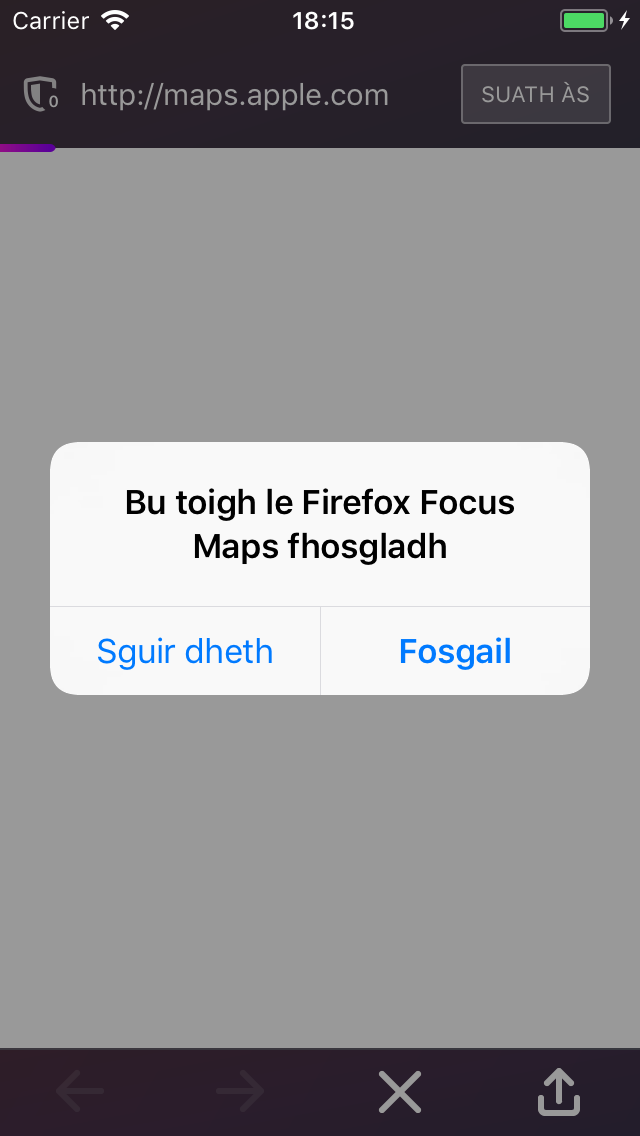 Carrier 18:15
0 http://maps.apple.com SUATH ÀS
Bu toigh le Firefox Focus
Maps fhosgladh
Sguir dheth Fosgail